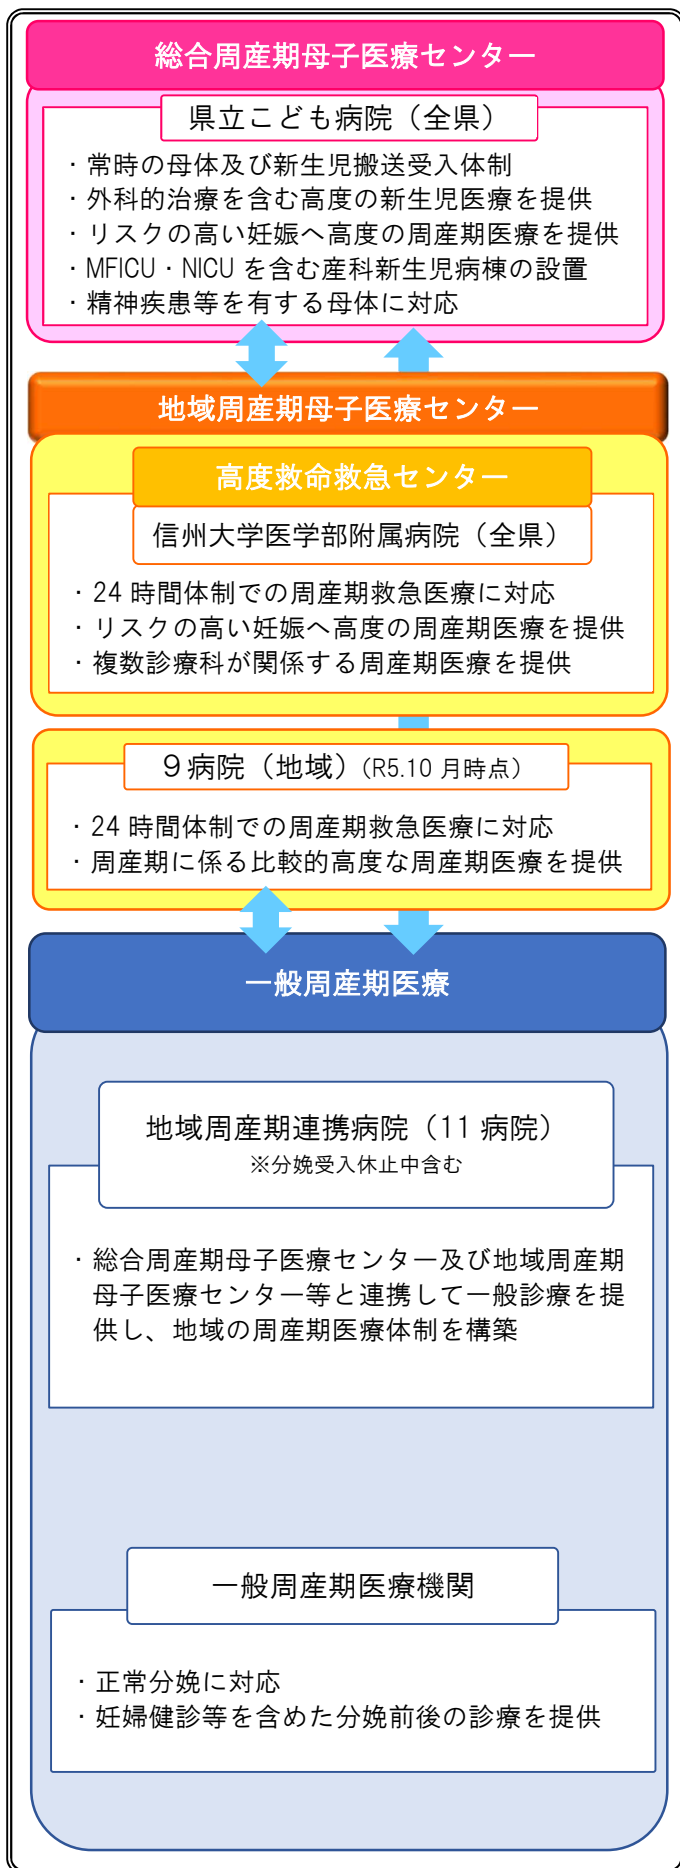 総合周産期母子医療センター
県立こども病院（全県）
・常時の母体及び新生児搬送受入体制
・外科的治療を含む高度の新生児医療を提供
・リスクの高い妊娠へ高度の周産期医療を提供
・MFICU・NICU を含む産科新生児病棟の設置
・精神疾患等を有する母体に対応
地域周産期母子医療センター
高度救命救急センター
信州大学医学部附属病院（全県）
・24 時間体制での周産期救急医療に対応
・リスクの高い妊娠へ高度の周産期医療を提供
・複数診療科が関係する周産期医療を提供
９病院（地域）（R5.10 月時点）
・24 時間体制での周産期救急医療に対応
・周産期に係る比較的高度な周産期医療を提供
一般周産期医療
地域周産期連携病院（11 病院）
※分娩受入休止中含む
・総合周産期母子医療センター及び地域周産期
母子医療センター等と連携して一般診療を提
供し、地域の周産期医療体制を構築
一般周産期医療機関
・正常分娩に対応
・妊婦健診等を含めた分娩前後の診療を提供